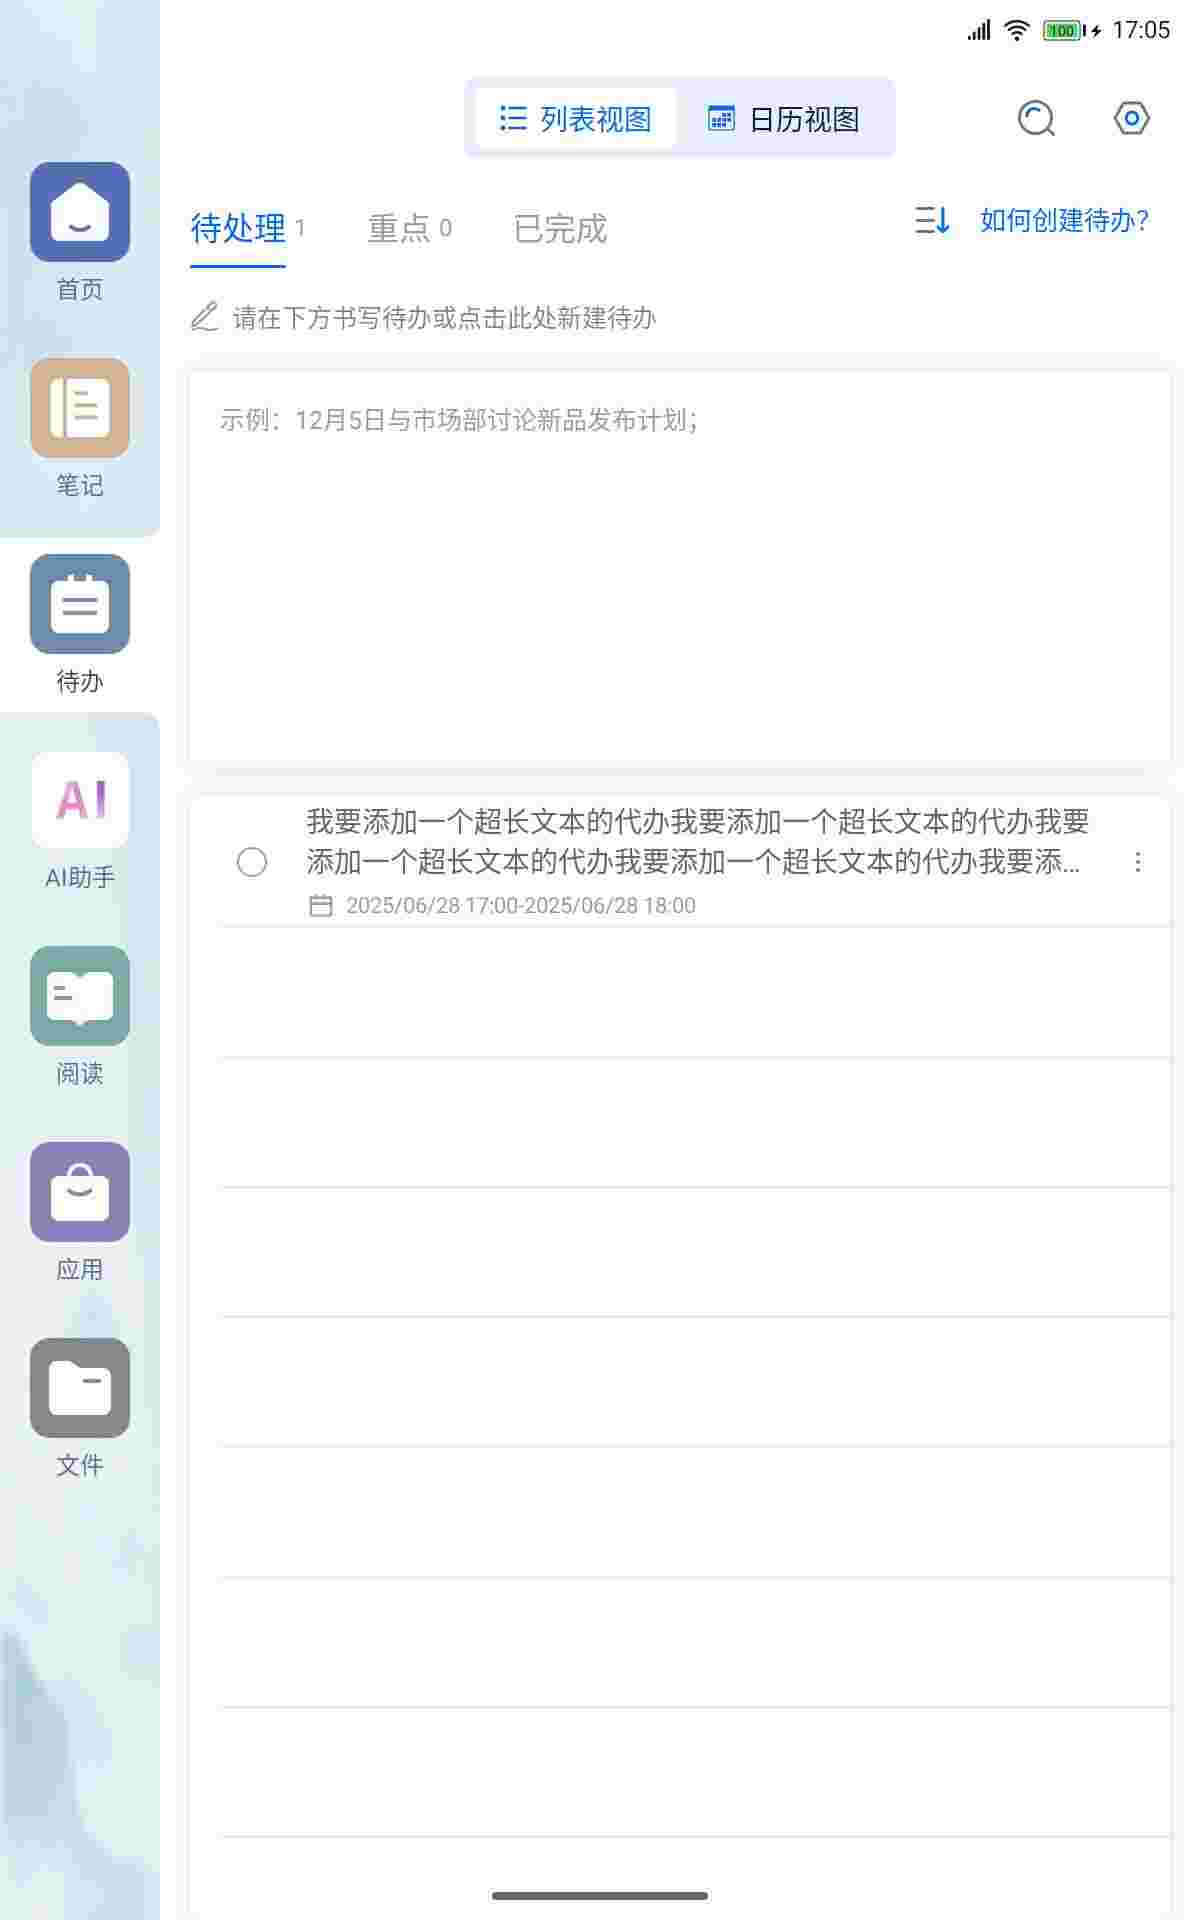 100 17:05
列表视图 日历视图
待处理 1 重点 0 已完成 如何创建待办?
请在下方书写待办或点击此处新建待办
示例：12月5日与市场部讨论新品发布计划；
我要添加一个超长文本的代办我要添加一个超长文本的代办我要
添加一个超长文本的代办我要添加一个超长文本的代办我要添...
2025/06/28 17:00-2025/06/28 18:00
首页
笔记
待办
AI
AI助手
阅读
应用
文件